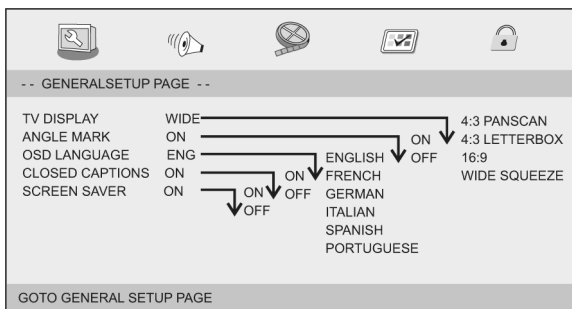 - - GENERALSETUP PAGE - -
TV DISPLAY WIDE 4:3 PANSCAN
ANGLE MARK ON ON 4:3 LETTERBOX
OSD LANGUAGE ENG ENGLISH OFF 16:9
CLOSED CAPTIONS ON ON FRENCH WIDE SQUEEZE
SCREEN SAVER ON ON OFF GERMAN
OFF ITALIAN
SPANISH
PORTUGUESE
GOTO GENERAL SETUP PAGE